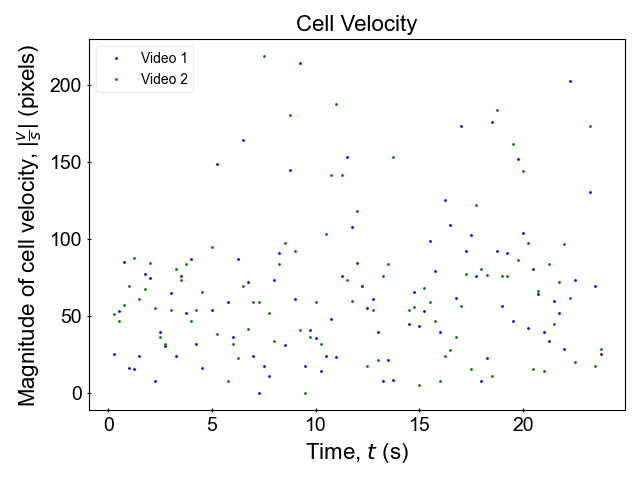 Cell Velocity
Video 1
Video 2
Magnitude of cell velocity, |v/s| (pixels)
200
150
100
50
0
0 5 10 15 20
Time, t (s)